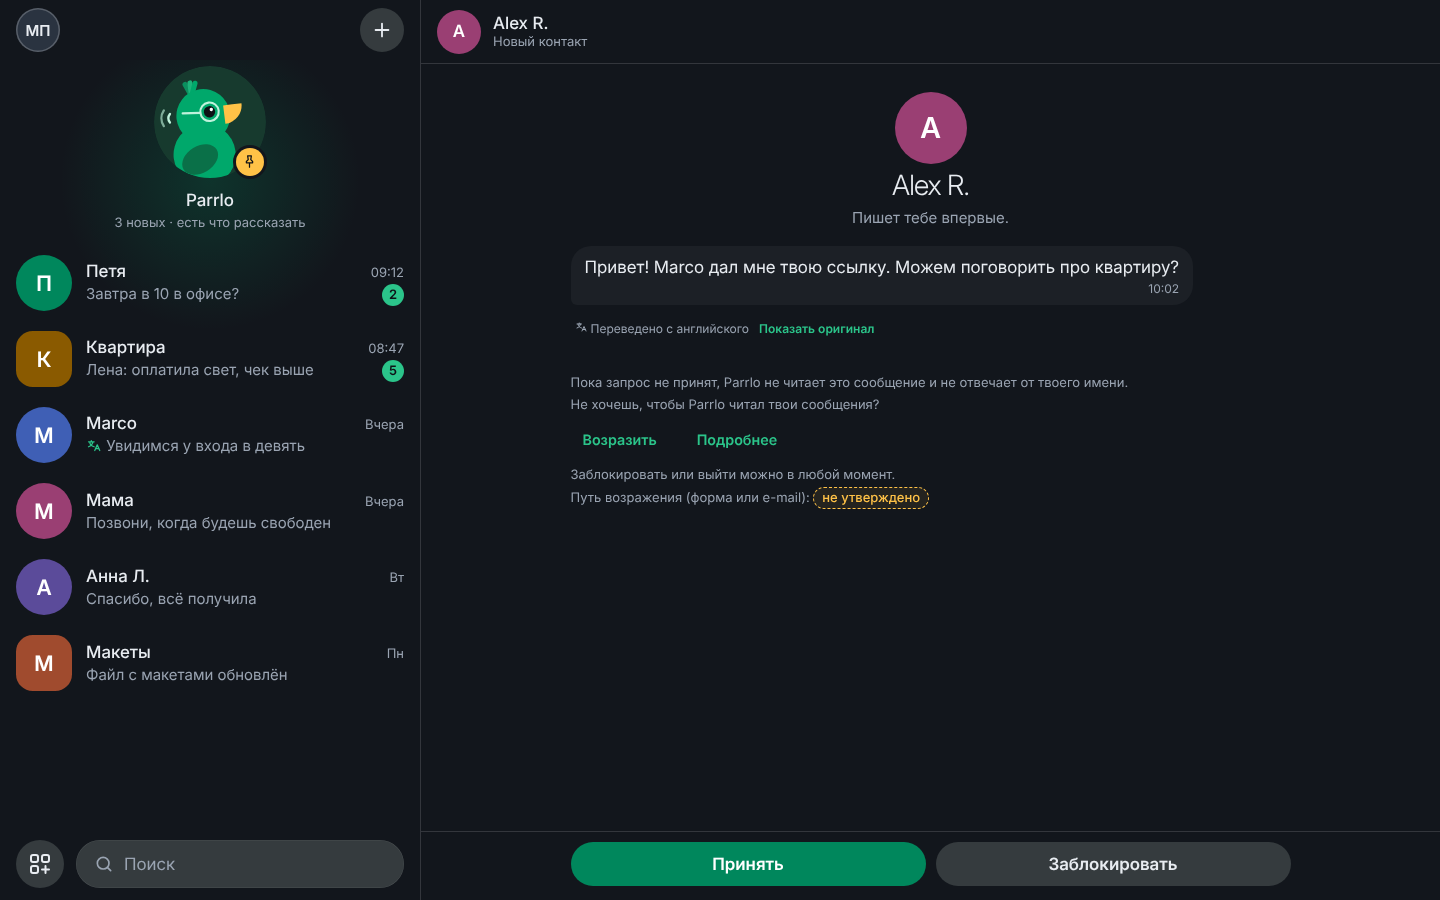 МП
Parrlo
3 новых · есть что рассказать
П
Петя
09:12
Завтра в 10 в офисе?
2
К
Квартира
08:47
Лена: оплатила свет, чек выше
5
М
Marco
Вчера
Увидимся у входа в девять
М
Мама
Вчера
Позвони, когда будешь свободен
А
Анна Л.
Вт
Спасибо, всё получила
М
Макеты
Пн
Файл с макетами обновлён
Поиск
A
Alex R.
Новый контакт
A
Alex R.
Пишет тебе впервые.
Привет! Marco дал мне твою ссылку. Можем поговорить про квартиру?
10:02
Переведено с английского Показать оригинал
Пока запрос не принят, Parrlo не читает это сообщение и не отвечает от твоего имени.
Не хочешь, чтобы Parrlo читал твои сообщения?
Возразить Подробнее
Заблокировать или выйти можно в любой момент.
Путь возражения (форма или e-mail): не утверждено
Принять Заблокировать